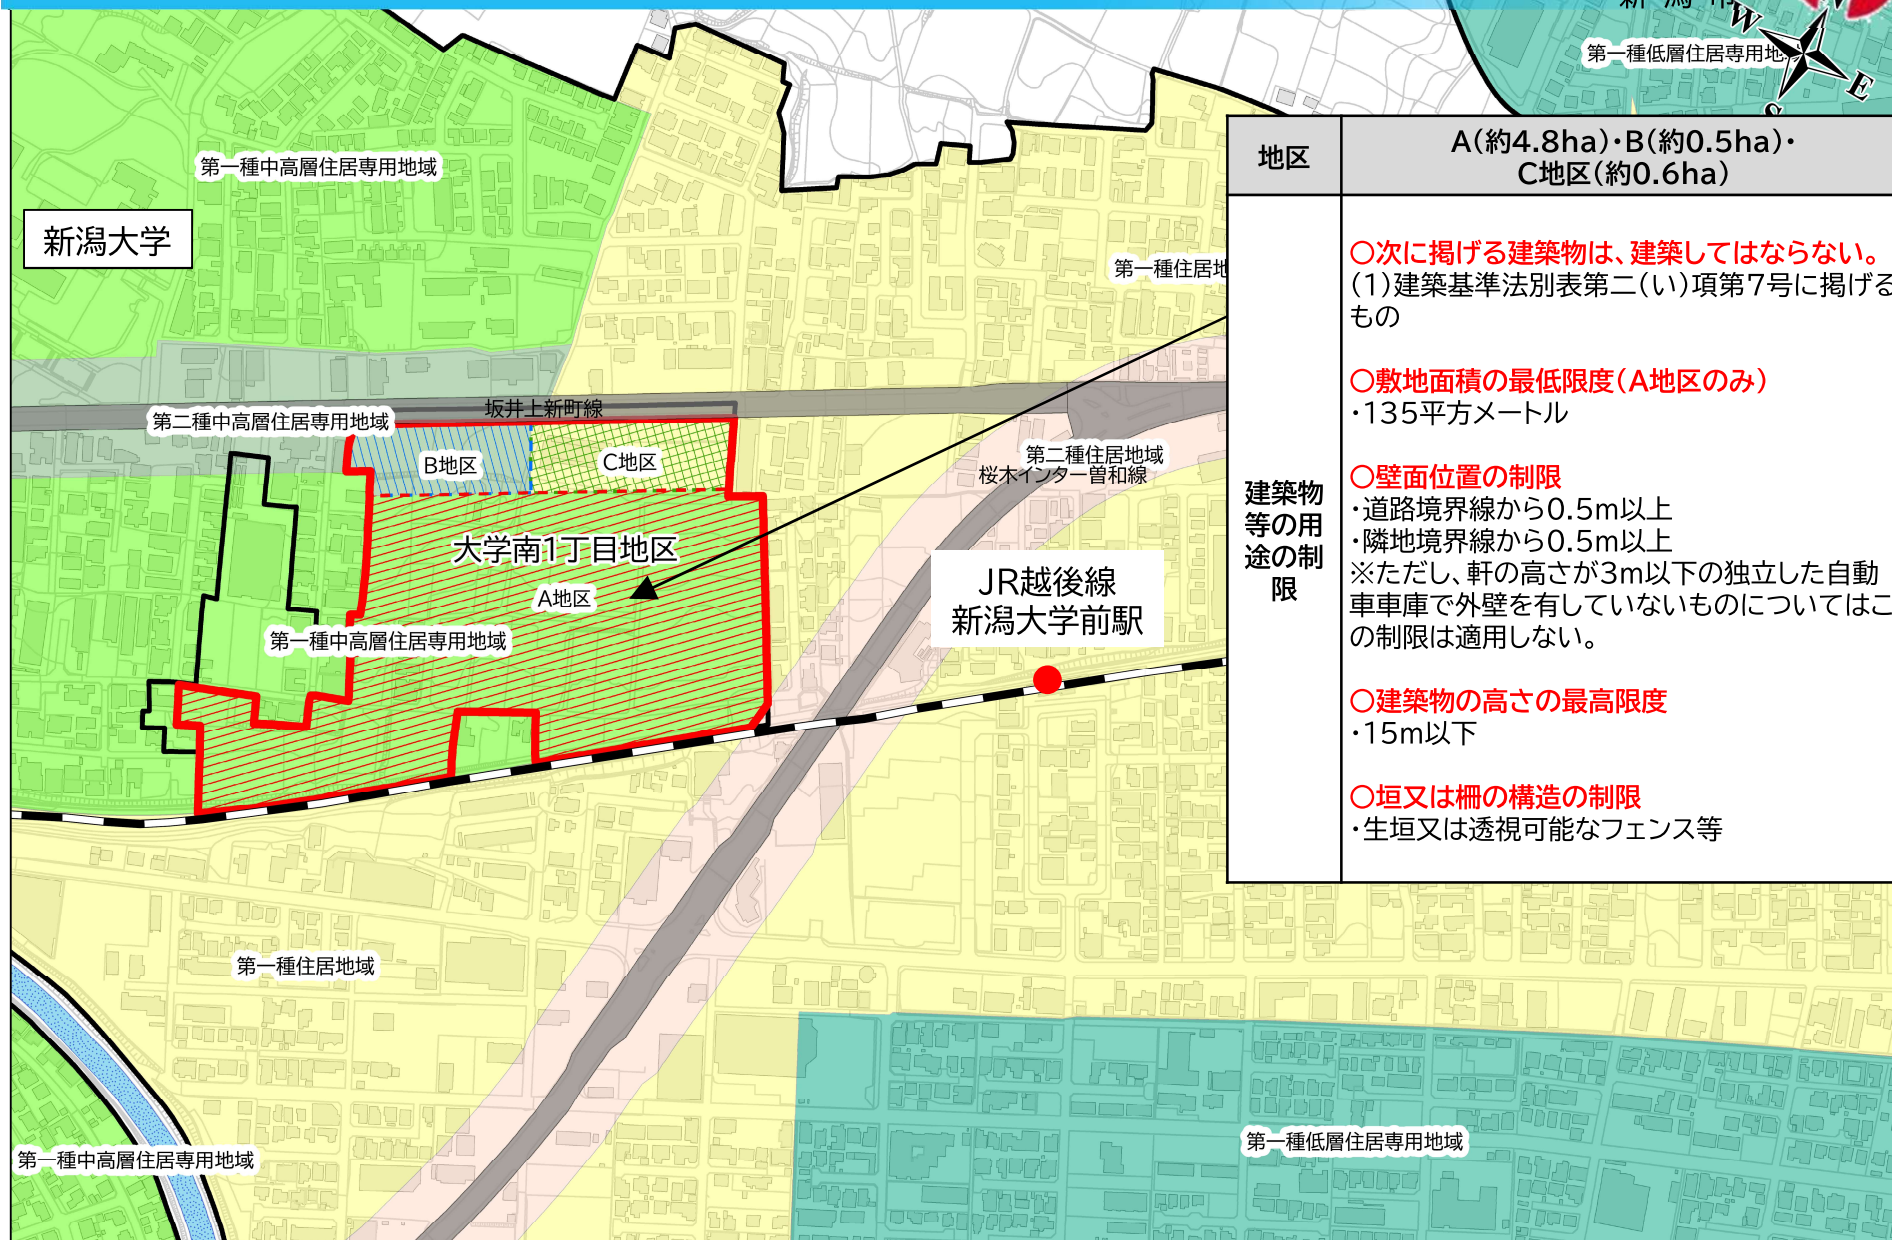 新潟市
W
E
S
第一種低層住居専用地
第一種中高層住居専用地域
新潟大学
第一種住居地
坂井上新町線
第二種中高層住居専用地域
B地区
C地区
第二種住居地域
桜木インター曽和線
大学南1丁目地区
A地区
JR越後線
新潟大学前駅
第一種中高層住居専用地域
第一種住居地域
第一種中高層住居専用地域
第一種低層住居専用地域
地区
A(約4.8ha)・B(約0.5ha)・
C地区(約0.6ha)
建築物
等の用
途の制
限
○次に掲げる建築物は、建築してはならない。
(1)建築基準法別表第二(い)項第7号に掲げる
もの
○敷地面積の最低限度(A地区のみ)
・135平方メートル
○壁面位置の制限
・道路境界線から0.5m以上
・隣地境界線から0.5m以上
※ただし、軒の高さが3m以下の独立した自動
車車庫で外壁を有していないものについてはこ
の制限は適用しない。
○建築物の高さの最高限度
・15m以下
○垣又は柵の構造の制限
・生垣又は透視可能なフェンス等